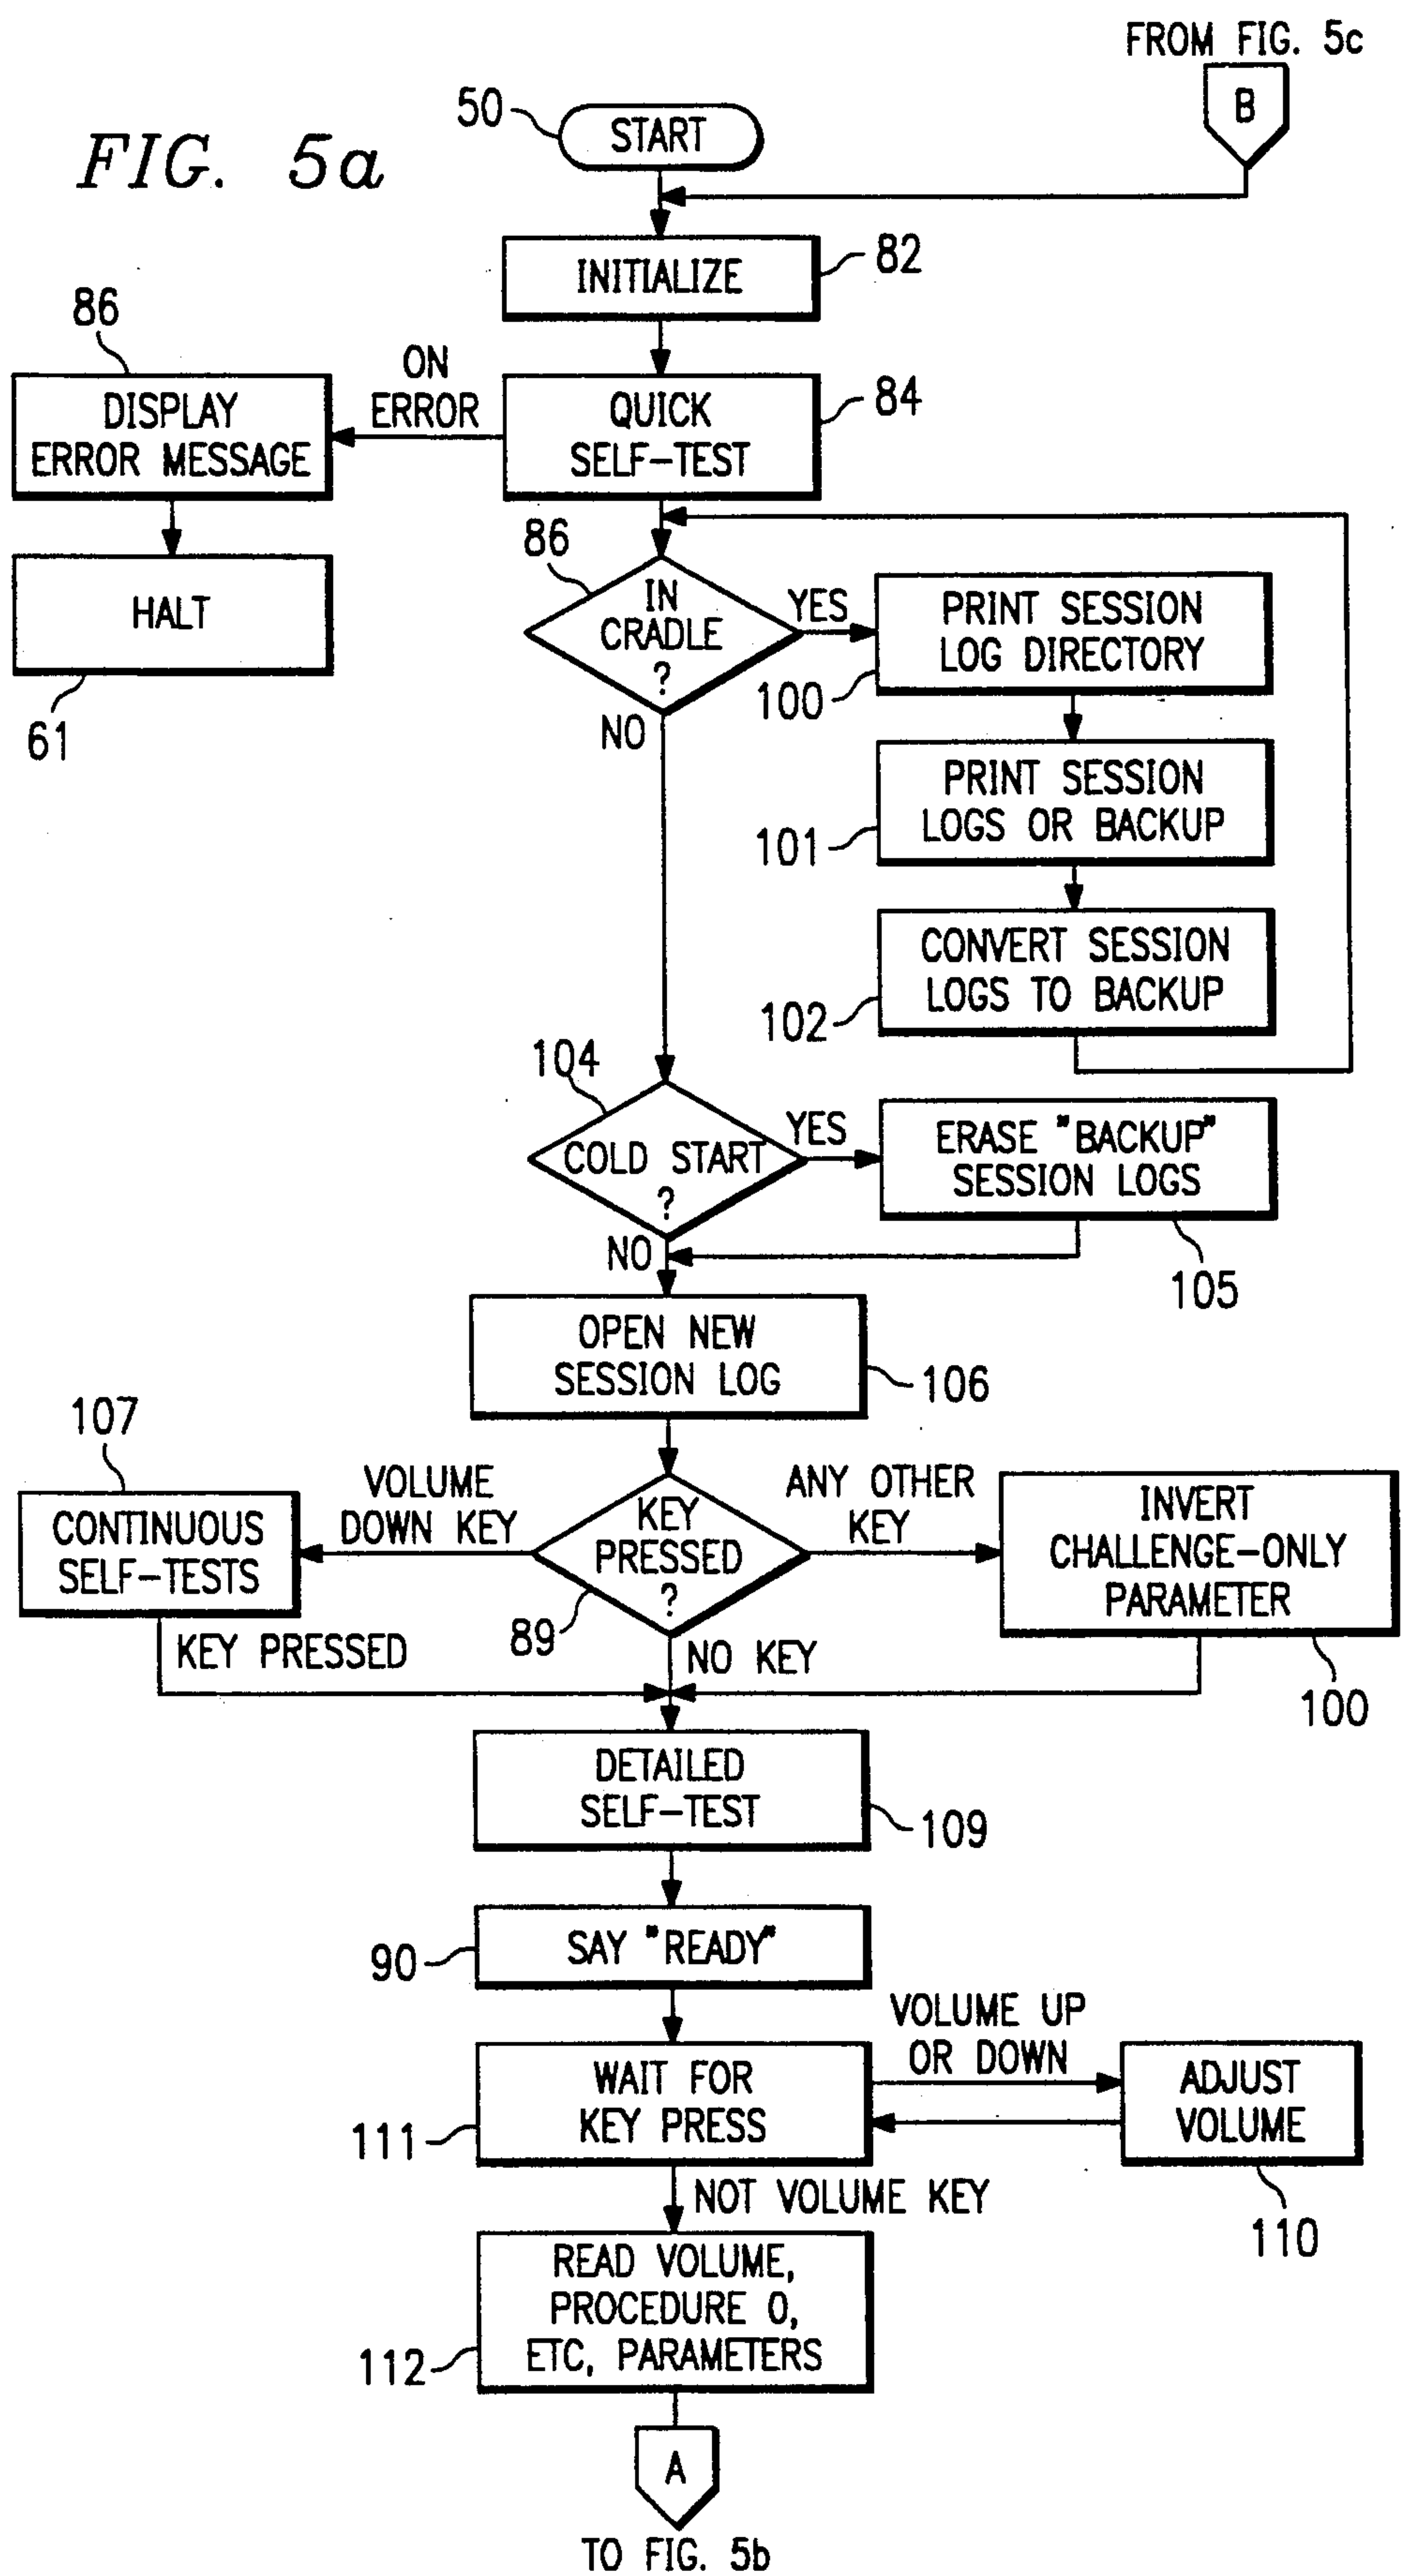 FROM FIG. 5c
B
FIG. 5a
50
START
INITIALIZE
82
86
DISPLAY
ERROR MESSAGE
ON
ERROR
QUICK
SELF-TEST
84
HALT
61
86
IN
CRADLE
?
YES
NO
PRINT SESSION
LOG DIRECTORY
100
PRINT SESSION
LOGS OR BACKUP
101
CONVERT SESSION
LOGS TO BACKUP
102
104
COLD START
?
YES
NO
ERASE "BACKUP"
SESSION LOGS
105
OPEN NEW
SESSION LOG
106
107
CONTINUOUS
SELF-TESTS
VOLUME
DOWN KEY
KEY
PRESSED
?
89
ANY OTHER
KEY
INVERT
CHALLENGE-ONLY
PARAMETER
100
KEY PRESSED
NO KEY
DETAILED
SELF-TEST
109
SAY "READY"
90
WAIT FOR
KEY PRESS
111
VOLUME UP
OR DOWN
ADJUST
VOLUME
110
NOT VOLUME KEY
READ VOLUME,
PROCEDURE 0,
ETC, PARAMETERS
112
A
TO FIG. 5b